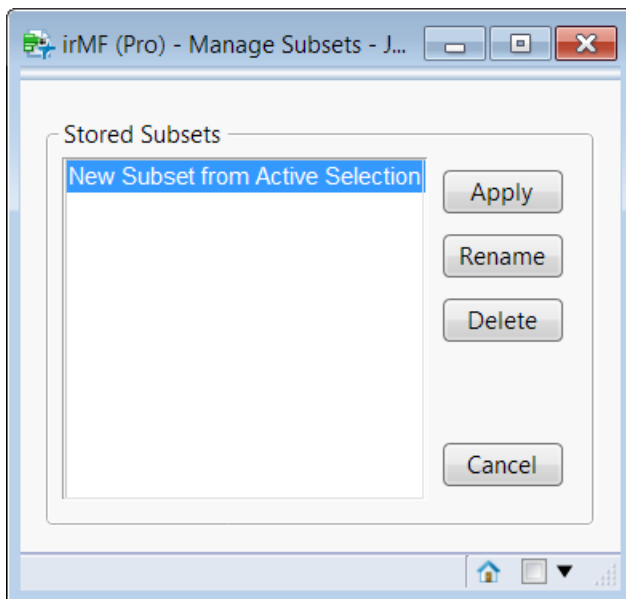 irMF (Pro) - Manage Subsets - J...
Stored Subsets
New Subset from Active Selection
Apply
Rename
Delete
Cancel